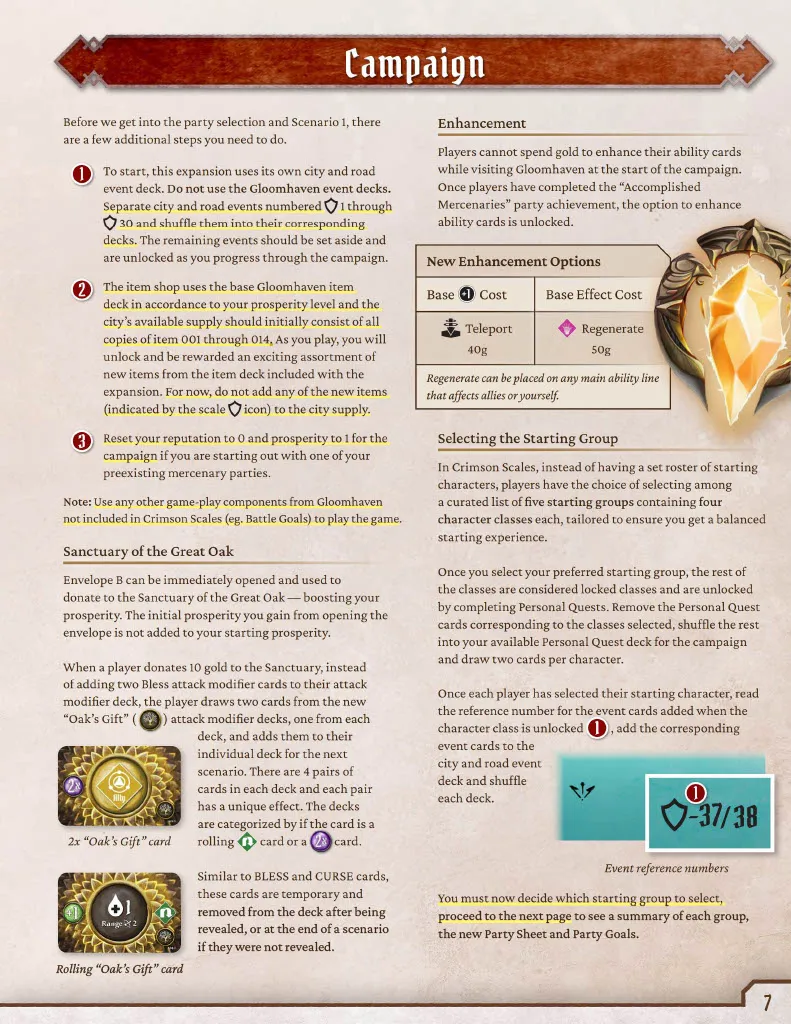 Campaign
Before we get into the party selection and Scenario 1, there
are a few additional steps you need to do.
1
To start, this expansion uses its own city and road
event deck. Do not use the Gloomhaven event decks.
Separate city and road events numbered 1 through
30 and shuffle them into their corresponding
decks. The remaining events should be set aside and
are unlocked as you progress through the campaign.
2
The item shop uses the base Gloomhaven item
deck in accordance to your prosperity level and the
city's available supply should initially consist of all
copies of item 001 through 014. As you play, you will
unlock and be rewarded an exciting assortment of
new items from the item deck included with the
expansion. For now, do not add any of the new items
(indicated by the scale icon) to the city supply.
3
Reset your reputation to 0 and prosperity to 1 for the
campaign if you are starting out with one of your
preexisting mercenary parties.
Note: Use any other game-play components from Gloomhaven
not included in Crimson Scales (eg. Battle Goals) to play the game.
Sanctuary of the Great Oak
Envelope B can be immediately opened and used to
donate to the Sanctuary of the Great Oak — boosting your
prosperity. The initial prosperity you gain from opening the
envelope is not added to your starting prosperity.
When a player donates 10 gold to the Sanctuary, instead
of adding two Bless attack modifier cards to their attack
modifier deck, the player draws two cards from the new
"Oak's Gift" ( ) attack modifier decks, one from each
deck, and adds them to their
individual deck for the next
scenario. There are 4 pairs of
cards in each deck and each pair
has a unique effect. The decks
are categorized by if the card is a
rolling card or a 2x card.
2x
2x "Oak's Gift" card
Similar to BLESS and CURSE cards,
these cards are temporary and
removed from the deck after being
revealed, or at the end of a scenario
if they were not revealed.
+1
+1
Range 2
Rolling "Oak's Gift" card
Enhancement
Players cannot spend gold to enhance their ability cards
while visiting Gloomhaven at the start of the campaign.
Once players have completed the "Accomplished
Mercenaries" party achievement, the option to enhance
ability cards is unlocked.
New Enhancement Options
Base +1 Cost
Base Effect Cost
Teleport
40g
Regenerate
50g
Regenerate can be placed on any main ability line
that affects allies or yourself.
Selecting the Starting Group
In Crimson Scales, instead of having a set roster of starting
characters, players have the choice of selecting among
a curated list of five starting groups containing four
character classes each, tailored to ensure you get a balanced
starting experience.
Once you select your preferred starting group, the rest of
the classes are considered locked classes and are unlocked
by completing Personal Quests. Remove the Personal Quest
cards corresponding to the classes selected, shuffle the rest
into your available Personal Quest deck for the campaign
and draw two cards per character.
Once each player has selected their starting character, read
the reference number for the event cards added when the
character class is unlocked 1 , add the corresponding
event cards to the
city and road event
deck and shuffle
each deck.
1
-37/38
Event reference numbers
You must now decide which starting group to select,
proceed to the next page to see a summary of each group,
the new Party Sheet and Party Goals.
7